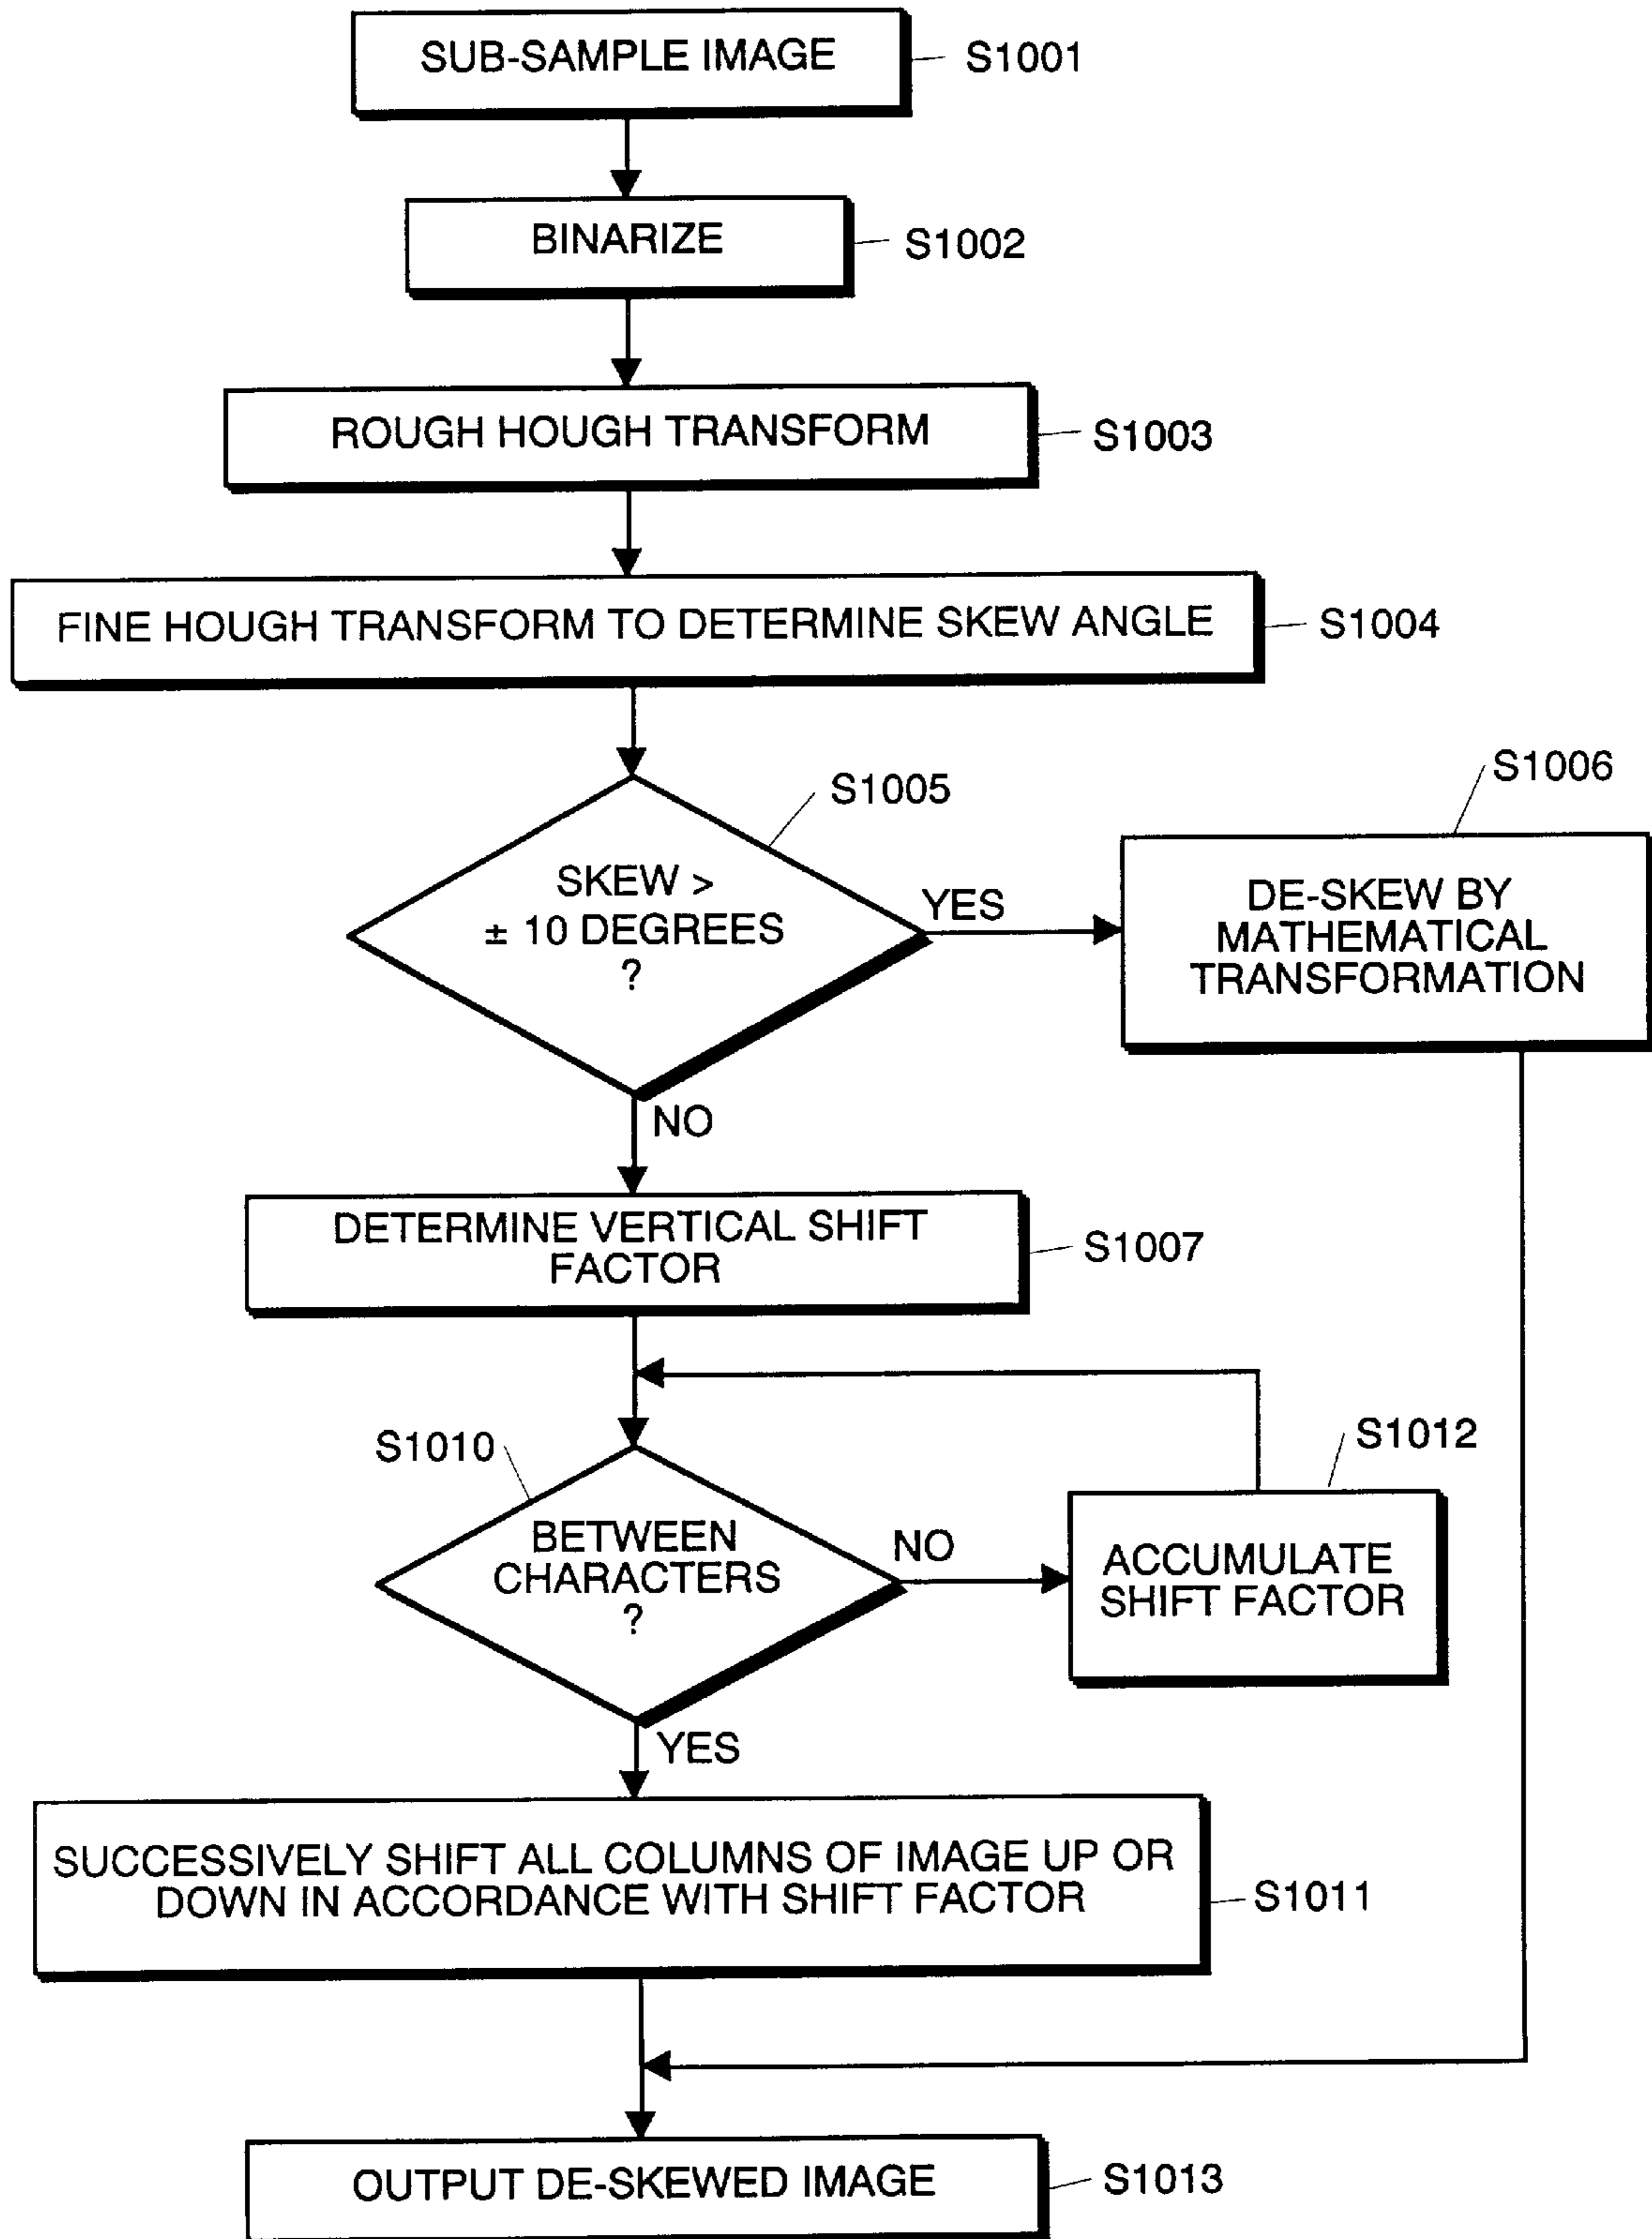 SUB-SAMPLE IMAGE
S1001
BINARIZE
S1002
ROUGH HOUGH TRANSFORM
S1003
FINE HOUGH TRANSFORM TO DETERMINE SKEW ANGLE
S1004
S1005
SKEW >
± 10 DEGREES
?
YES
S1006
DE-SKEW BY
MATHEMATICAL
TRANSFORMATION
NO
DETERMINE VERTICAL SHIFT
FACTOR
S1007
S1010
BETWEEN
CHARACTERS
?
NO
S1012
ACCUMULATE
SHIFT FACTOR
YES
SUCCESSIVELY SHIFT ALL COLUMNS OF IMAGE UP OR
DOWN IN ACCORDANCE WITH SHIFT FACTOR
S1011
OUTPUT DE-SKEWED IMAGE
S1013